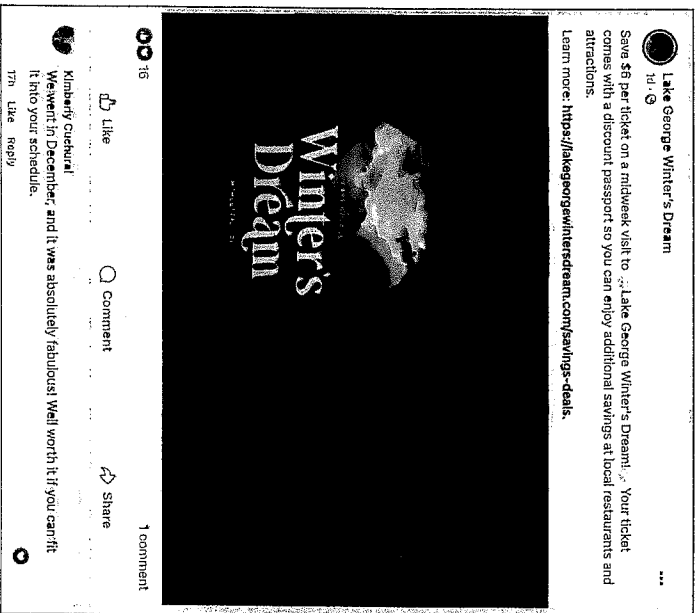 Lake George Winter's Dream
1d ·
...
Save $6 per ticket on a midweek visit to Lake George Winter's Dream! Your ticket
comes with a discount passport so you can enjoy additional savings at local restaurants and
attractions.
Learn more: https://lakegeorgewintersdream.com/savings-deals.
Winter's
Dream
16
1 comment
Like
Comment
Share
Kimberly Cuehural
We went in December, and it was absolutely fabulous! Well worth it if you can fit
it into your schedule.
17h Like Reply